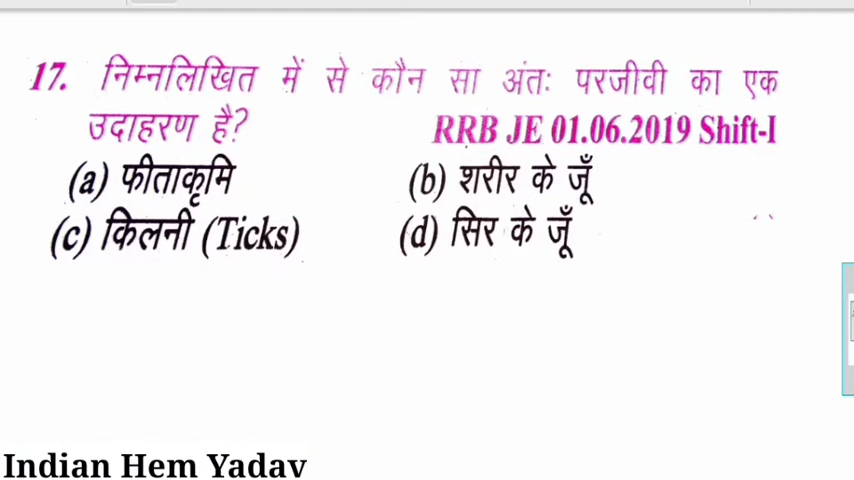 17. निम्नलिखित में से कौन सा अंतः परजीवी का एक
उदाहरण है? RRB JE 01.06.2019 Shift-I
(a) फीताकृमि (b) शरीर के जूँ
(c) किलनी (Ticks) (d) सिर के जूँ
Indian Hem Yadav